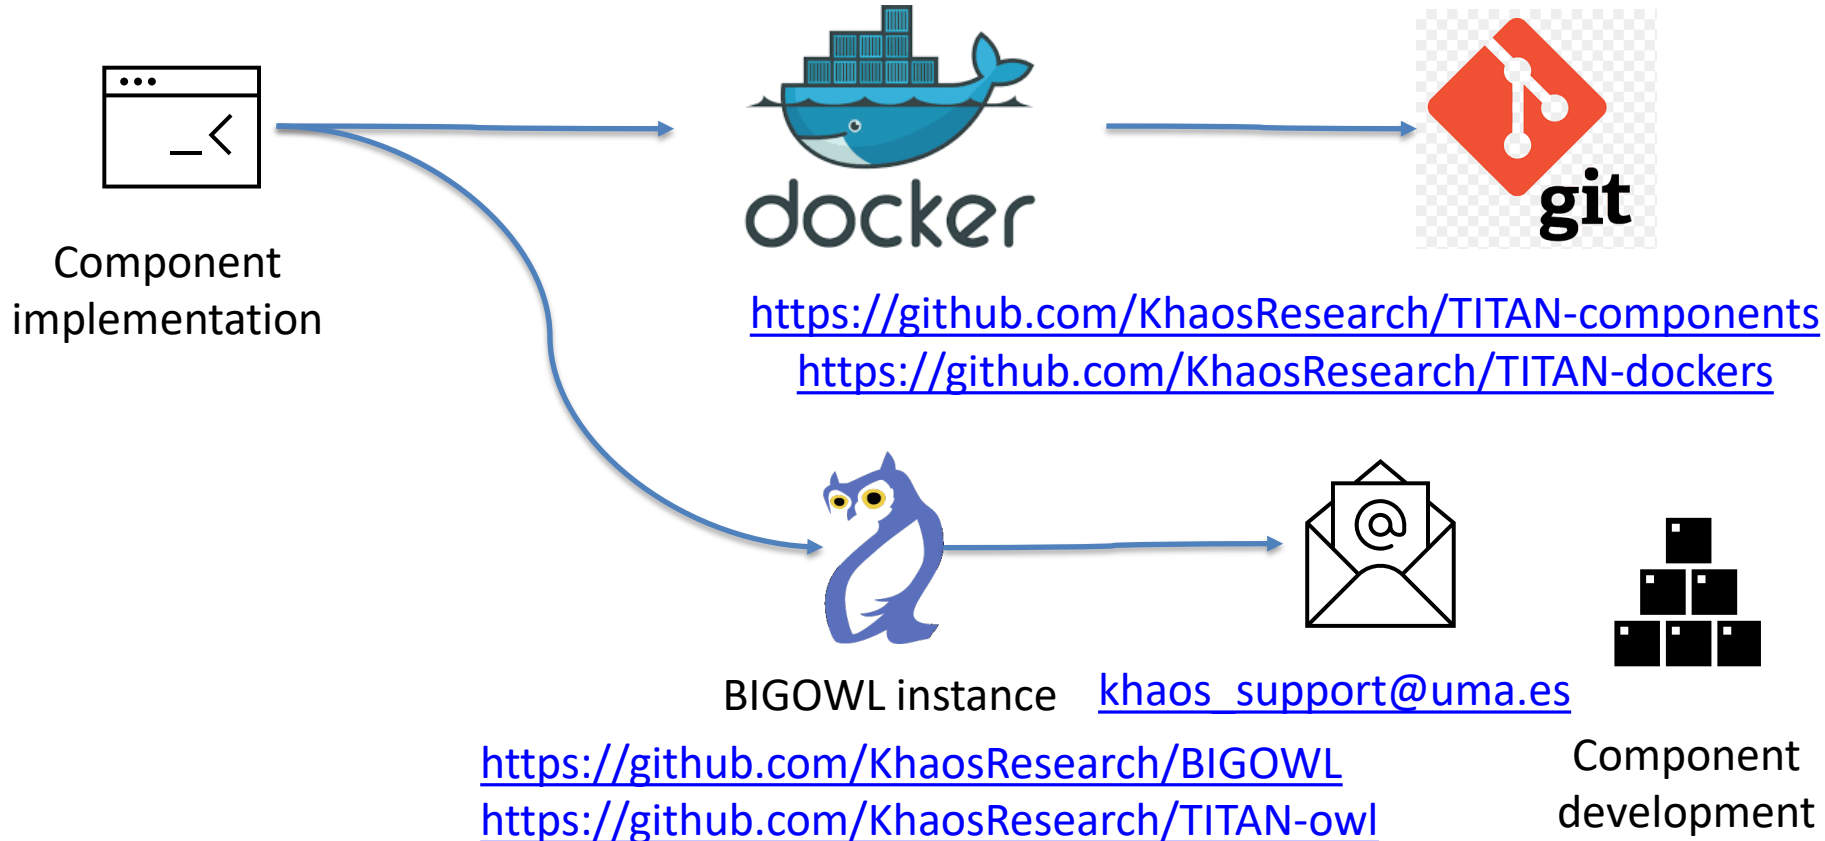 docker
git
Component
implementation
https://github.com/KhaosResearch/TITAN-components
https://github.com/KhaosResearch/TITAN-dockers
@
BIGOWL instance
khaos_support@uma.es
https://github.com/KhaosResearch/BIGOWL
https://github.com/KhaosResearch/TITAN-owl
Component
development